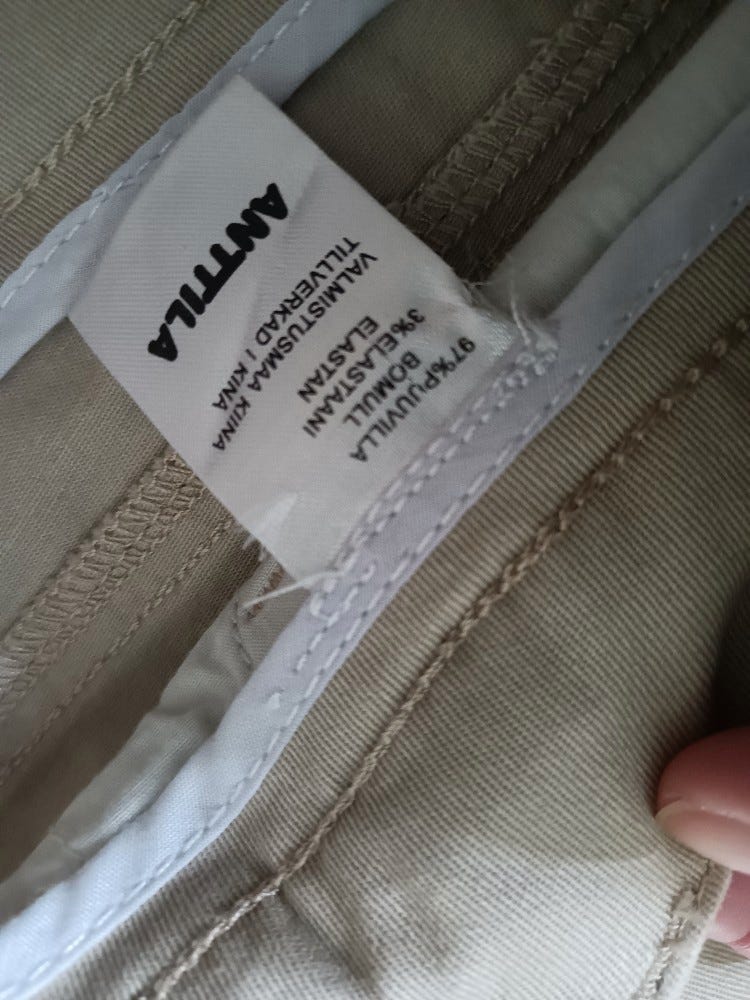 97%PUUVILLA
BOMULL
3%ELASTAANI
ELASTAN
VALMISTUSMAA KIINA
TILLVERKAD I KINA
ANTTILA